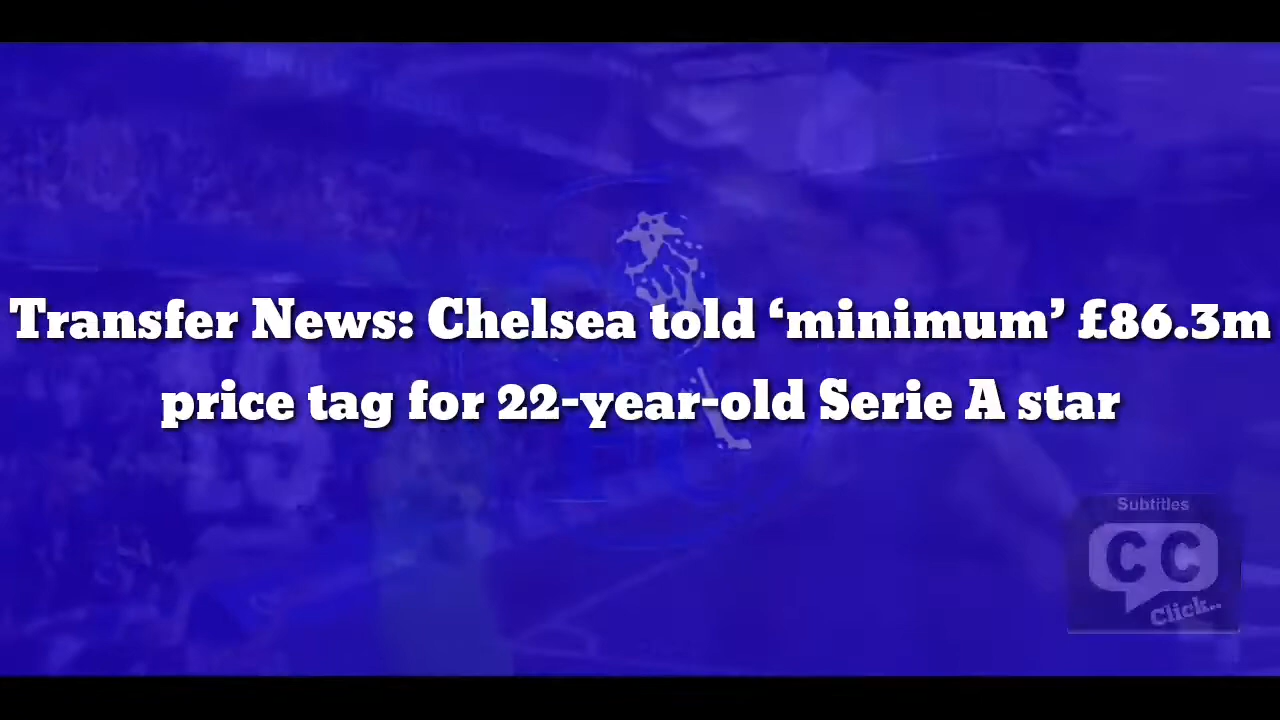 Transfer News: Chelsea told ‘minimum’ £86.3m
price tag for 22-year-old Serie A star
Subtitles
CC
Click..